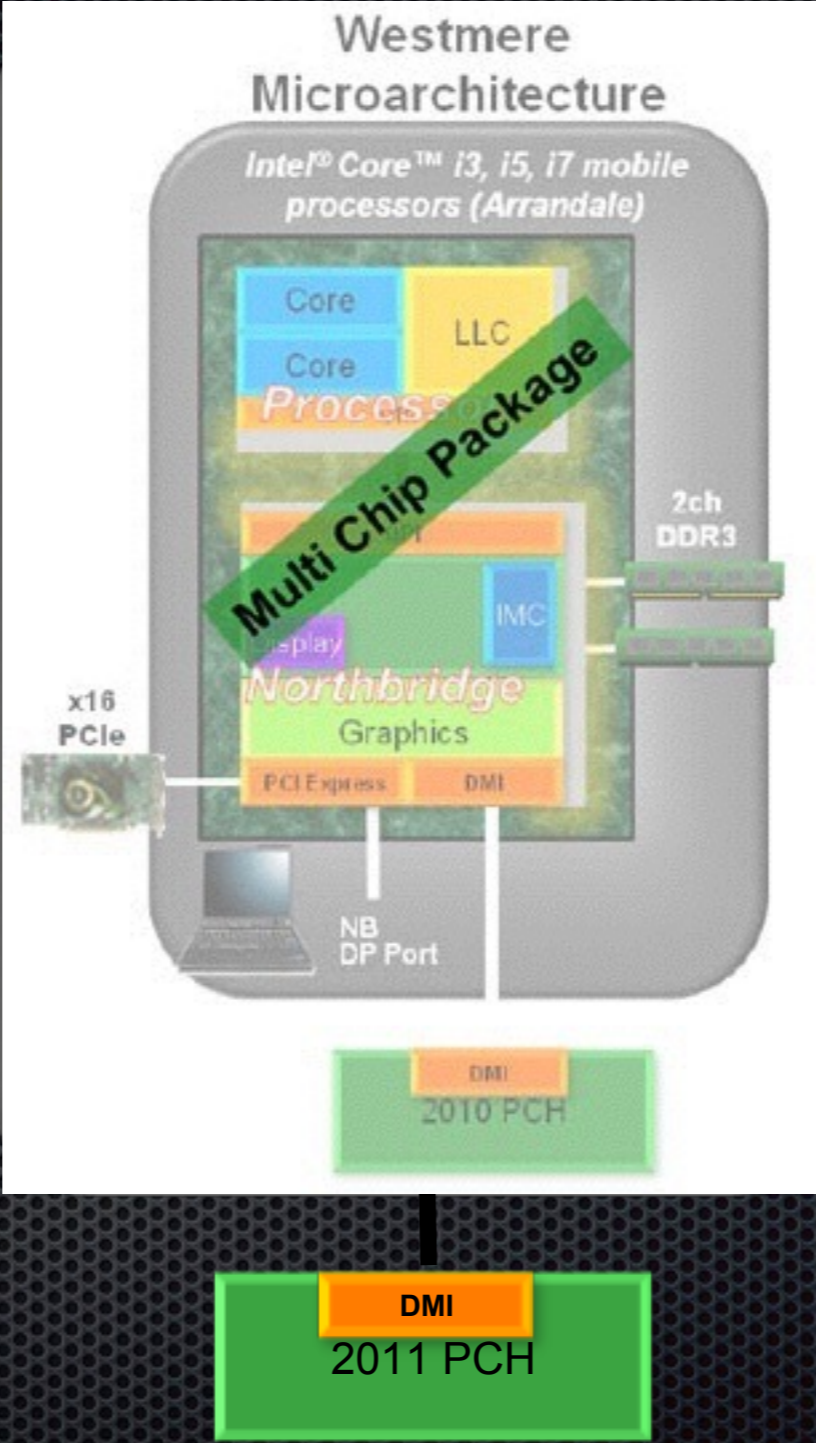 Westmere
Microarchitecture
Intel® Core™ i3, i5, i7 mobile
processors (Arrandale)
Core
LLC
Core
Multi Chip Package
2ch
DDR3
IMC
Northbridge
x16
PCIe
Graphics
PCI Express
DMI
NB
DP Port
DMI
2010 PCH
DMI
2011 PCH